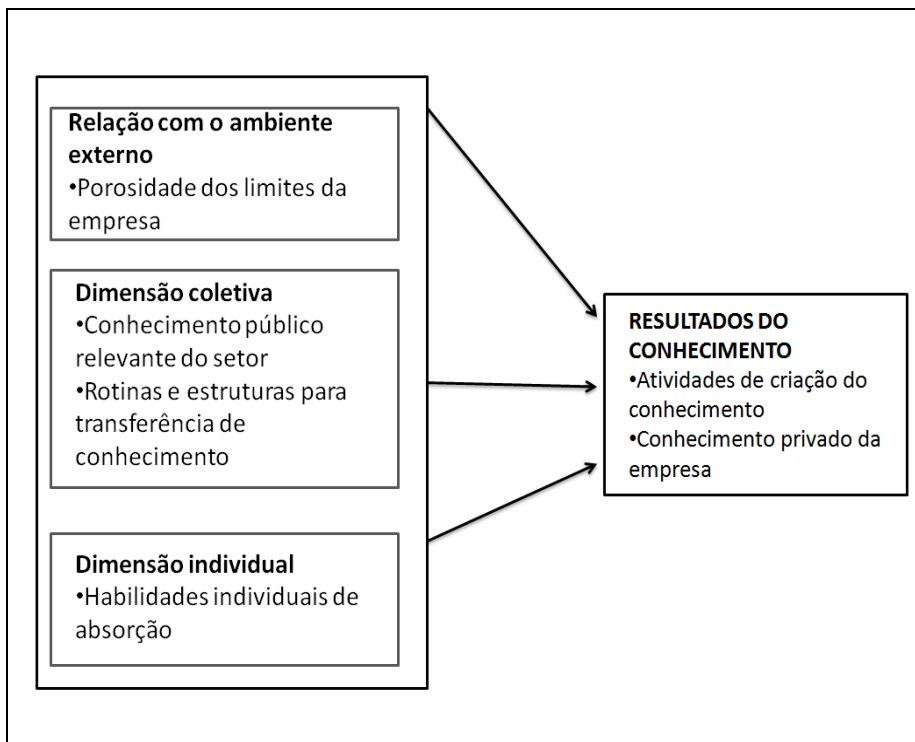 Relação com o ambiente
externo
•Porosidade dos limites da
empresa
Dimensão coletiva
•Conhecimento público
relevante do setor
•Rotinas e estruturas para
transferência de
conhecimento
Dimensão individual
•Habilidades individuais de
absorção
RESULTADOS DO
CONHECIMENTO
•Atividades de criação do
conhecimento
•Conhecimento privado da
empresa